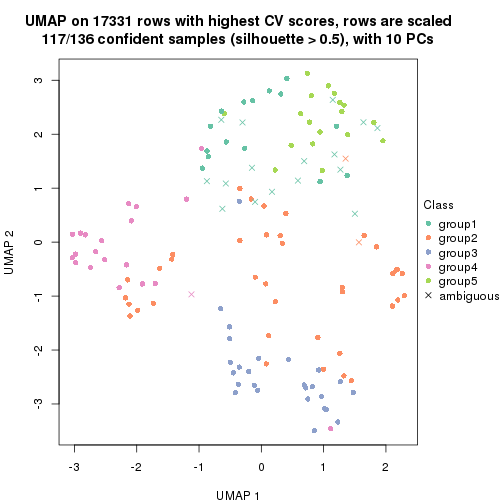 UMAP on 17331 rows with highest CV scores, rows are scaled
117/136 confident samples (silhouette > 0.5), with 10 PCs
3
2
1
0
-1
-2
-3
UMAP 2
-3
-2
-1
0
1
2
UMAP 1
Class
group1
group2
group3
group4
group5
ambiguous